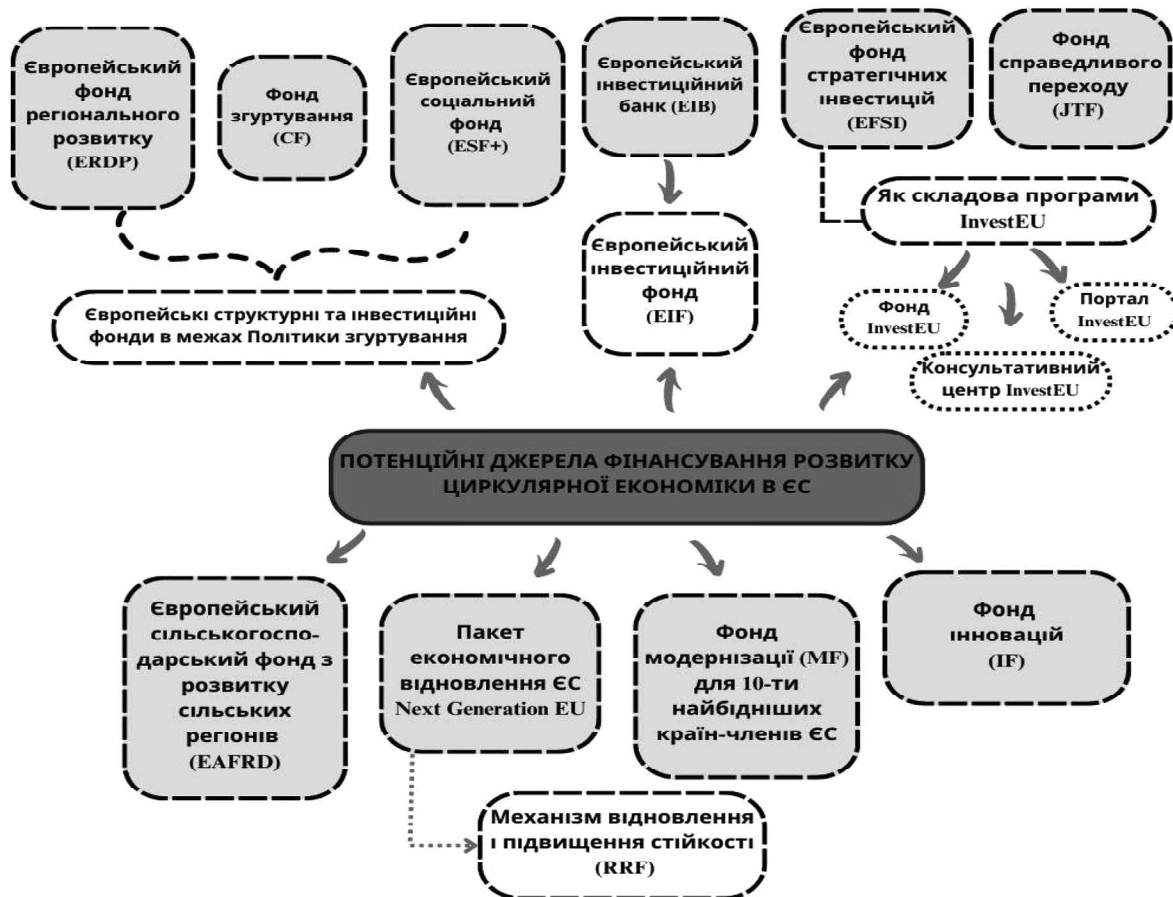 Європейський
фонд
регіонального
розвитку
(ERDP)
Фонд
згуртування
(CF)
Європейський
соціальний
фонд
(ESF+)
Європейський
інвестиційний
банк (EIB)
Європейський
фонд
стратегічних
інвестицій
(EFSI)
Фонд
справедливого
переходу
(JTF)
Як складова програми
InvestEU
Європейський
інвестиційний
фонд
(EIF)
Фонд
InvestEU
Портал
InvestEU
Консультативний
центр InvestEU
Європейські структурні та інвестиційні
фонди в межах Політики згуртування
ПОТЕНЦІЙНІ ДЖЕРЕЛА ФІНАНСУВАННЯ РОЗВИТКУ
ЦИРКУЛЯРНОЇ ЕКОНОМІКИ В ЄС
Європейський
сільськогоспо-
дарський фонд з
розвитку
сільських
регіонів
(EAFRD)
Пакет
економічного
відновлення ЄС
Next Generation EU
Фонд
модернізації (MF)
для 10-ти
найбідніших
країн-членів ЄС
Фонд
інновацій
(IF)
Механізм відновлення
і підвищення стійкості
(RRF)